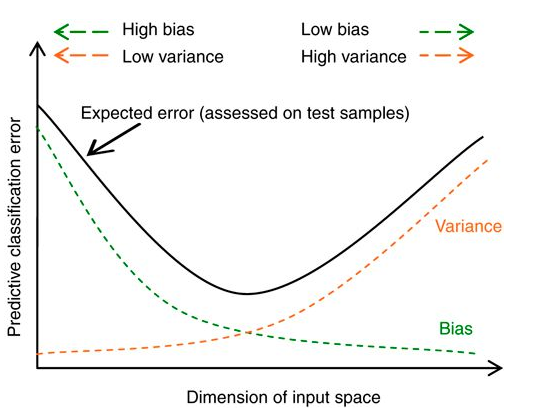 High bias
Low bias
Low variance
High variance
Expected error (assessed on test samples)
Predictive classification error
Variance
Bias
Dimension of input space